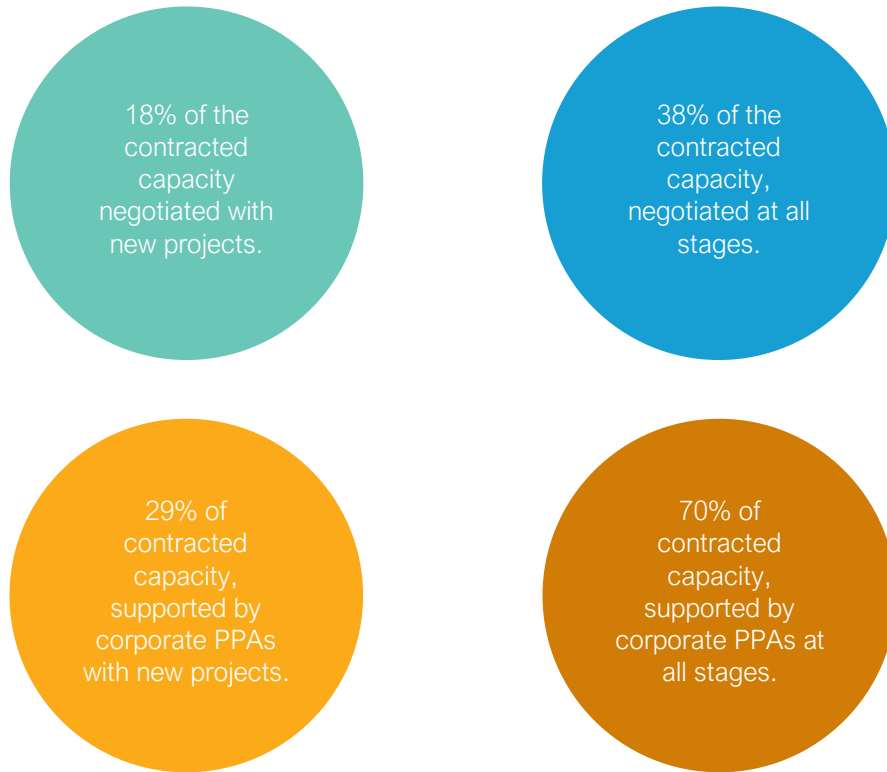 18% of the
contracted
capacity
negotiated with
new projects.
38% of the
contracted
capacity,
negotiated at all
stages.
29% of
contracted
capacity,
supported by
corporate PPAs
with new projects.
70% of
contracted
capacity,
supported by
corporate PPAs at
all stages.